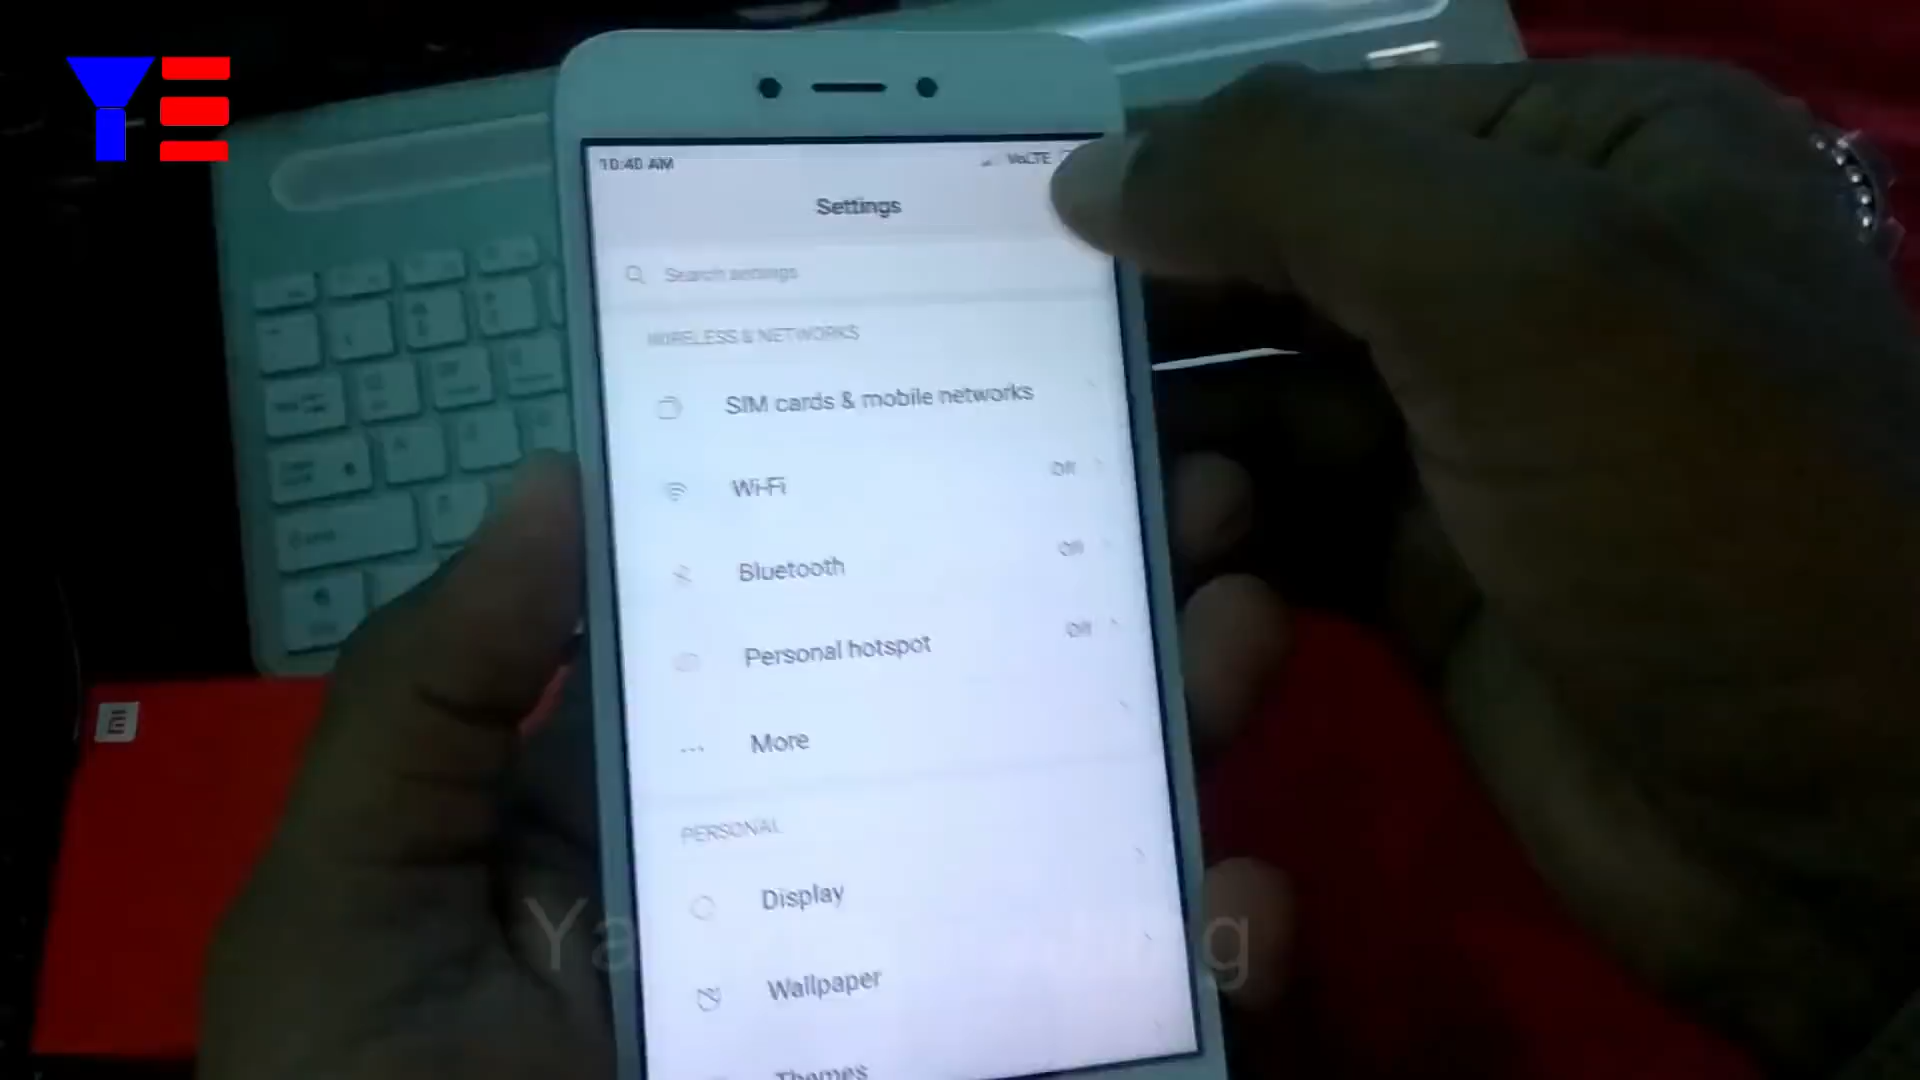 YE
10:40 AM
VoLTE
Settings
Search settings
WIRELESS & NETWORKS
SIM cards & mobile networks
Wi-Fi
Off
Bluetooth
Off
Personal hotspot
Off
More
PERSONAL
Display
Wallpaper
Themes